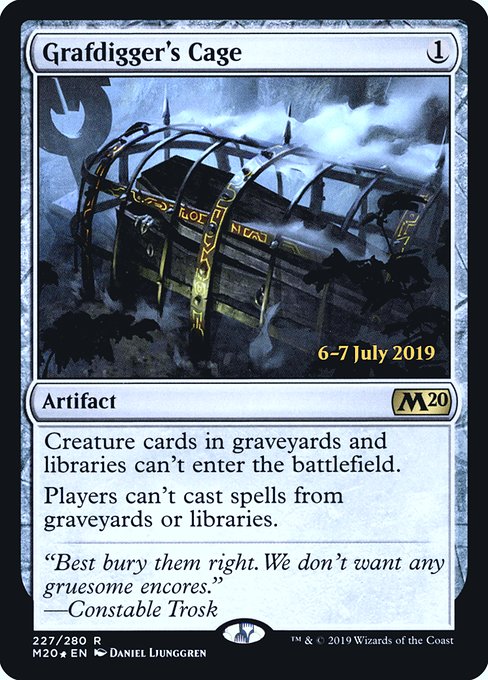 Grafdigger's Cage 1
6–7 July 2019
Artifact M20
Creature cards in graveyards and
libraries can't enter the battlefield.
Players can't cast spells from
graveyards or libraries.
“Best bury them right. We don't want any
gruesome encores.”
—Constable Trosk
227/280 R
M20★EN Daniel Ljunggren
™ & © 2019 Wizards of the Coast